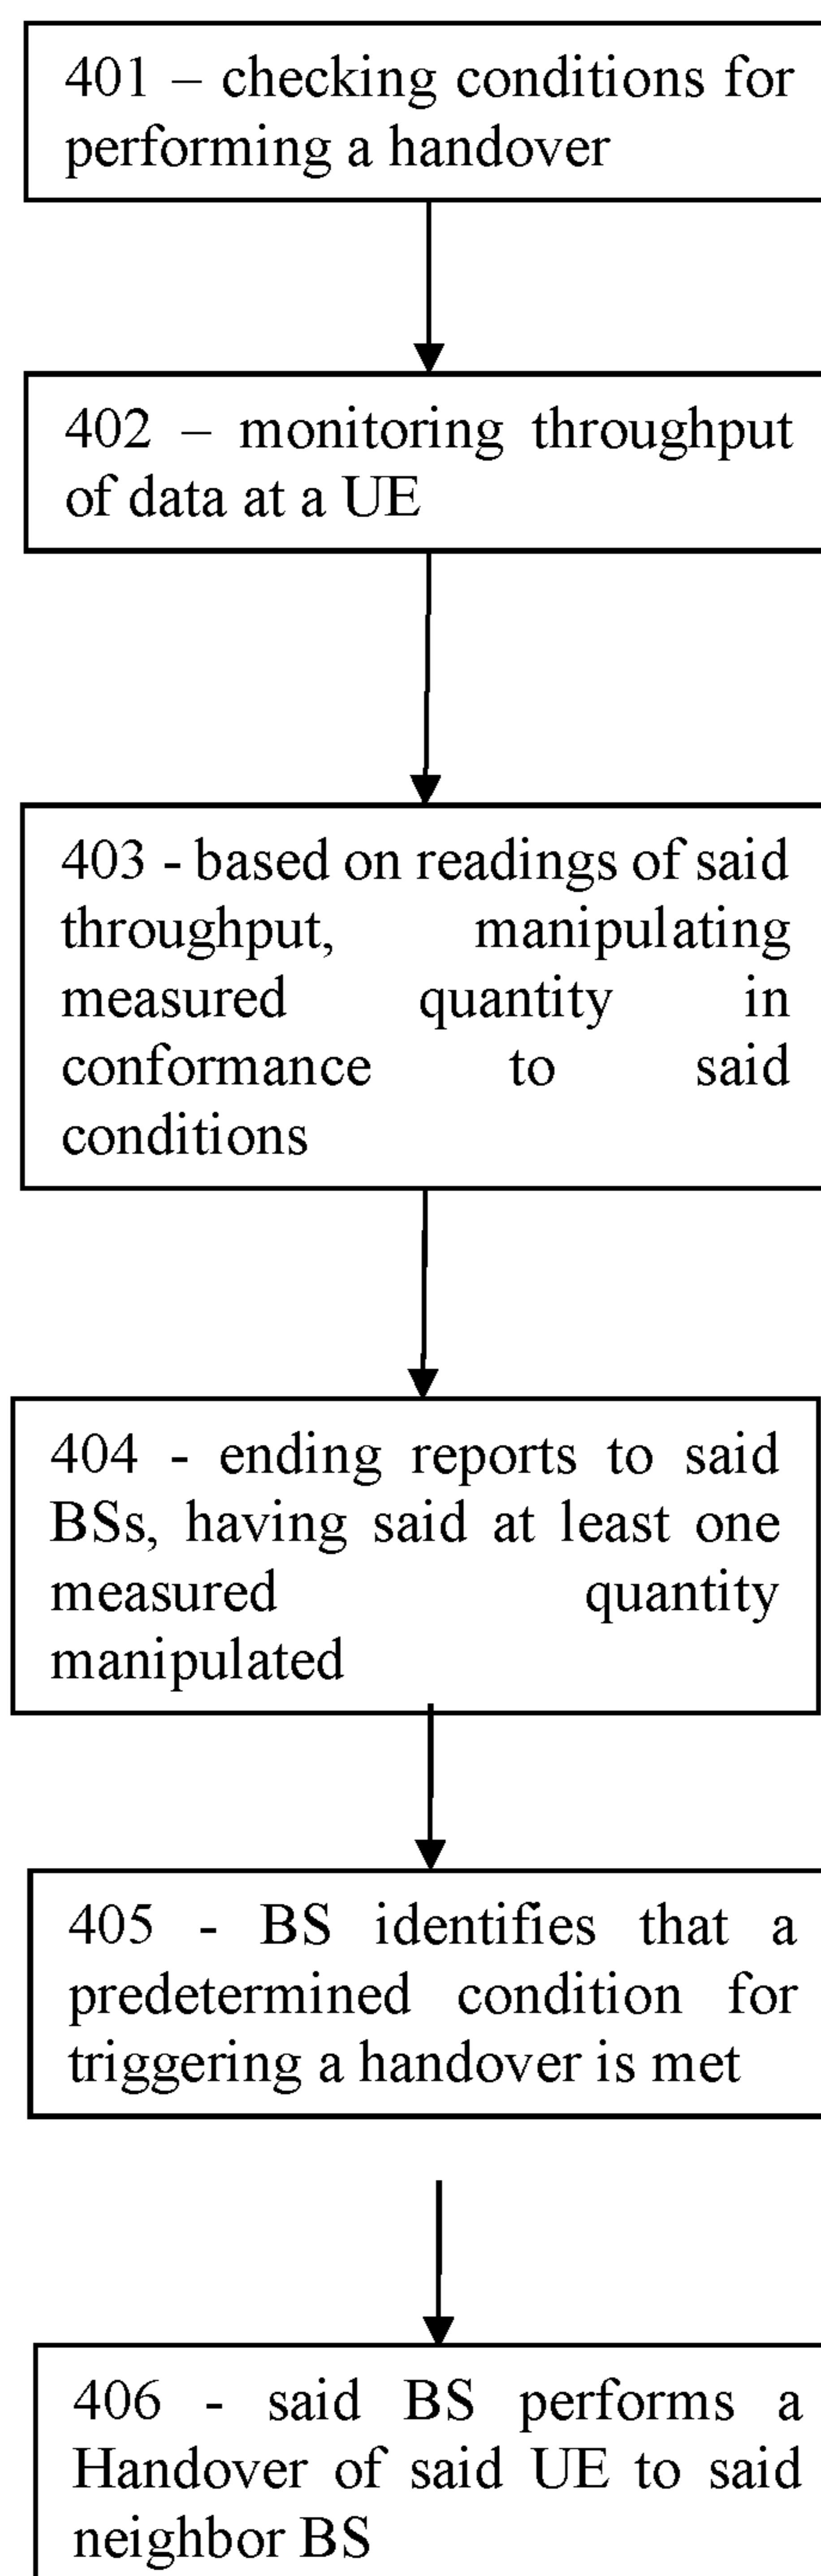 401 – checking conditions for
performing a handover
402 – monitoring throughput
of data at a UE
403 - based on readings of said
throughput, manipulating
measured quantity in
conformance to said
conditions
404 - ending reports to said
BSs, having said at least one
measured quantity
manipulated
405 - BS identifies that a
predetermined condition for
triggering a handover is met
406 - said BS performs a
Handover of said UE to said
neighbor BS